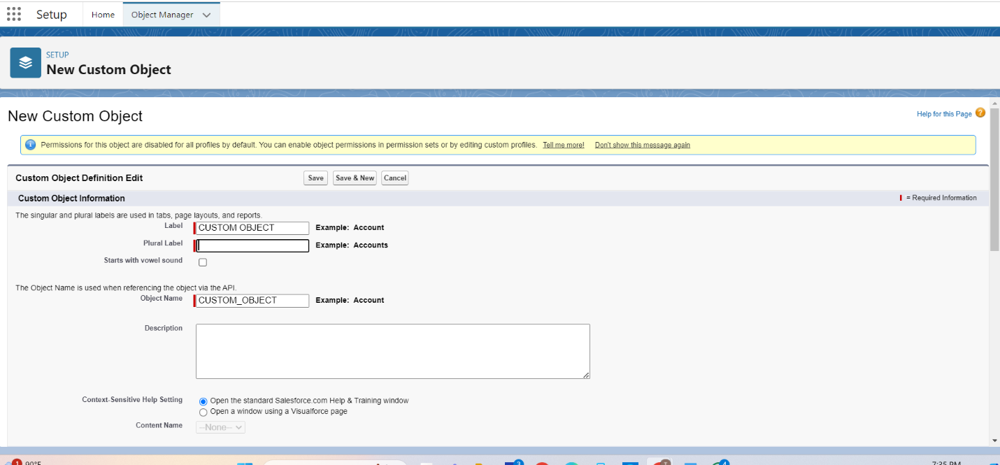 Setup
Home
Object Manager
SETUP
New Custom Object
New Custom Object
Help for this Page ?
Permissions for this object are disabled for all profiles by default. You can enable object permissions in permission sets or by editing custom profiles. Tell me more! Don't show this message again
Custom Object Definition Edit
Save
Save & New
Cancel
Custom Object Information
= Required Information
The singular and plural labels are used in tabs, page layouts, and reports.
Label CUSTOM OBJECT Example: Account
Plural Label Example: Accounts
Starts with vowel sound
The Object Name is used when referencing the object via the API.
Object Name CUSTOM_OBJECT Example: Account
Description
Context-Sensitive Help Setting Open the standard Salesforce.com Help & Training window
Open a window using a Visualforce page
Content Name --None--
1 90°F 3 4 7:35 PM